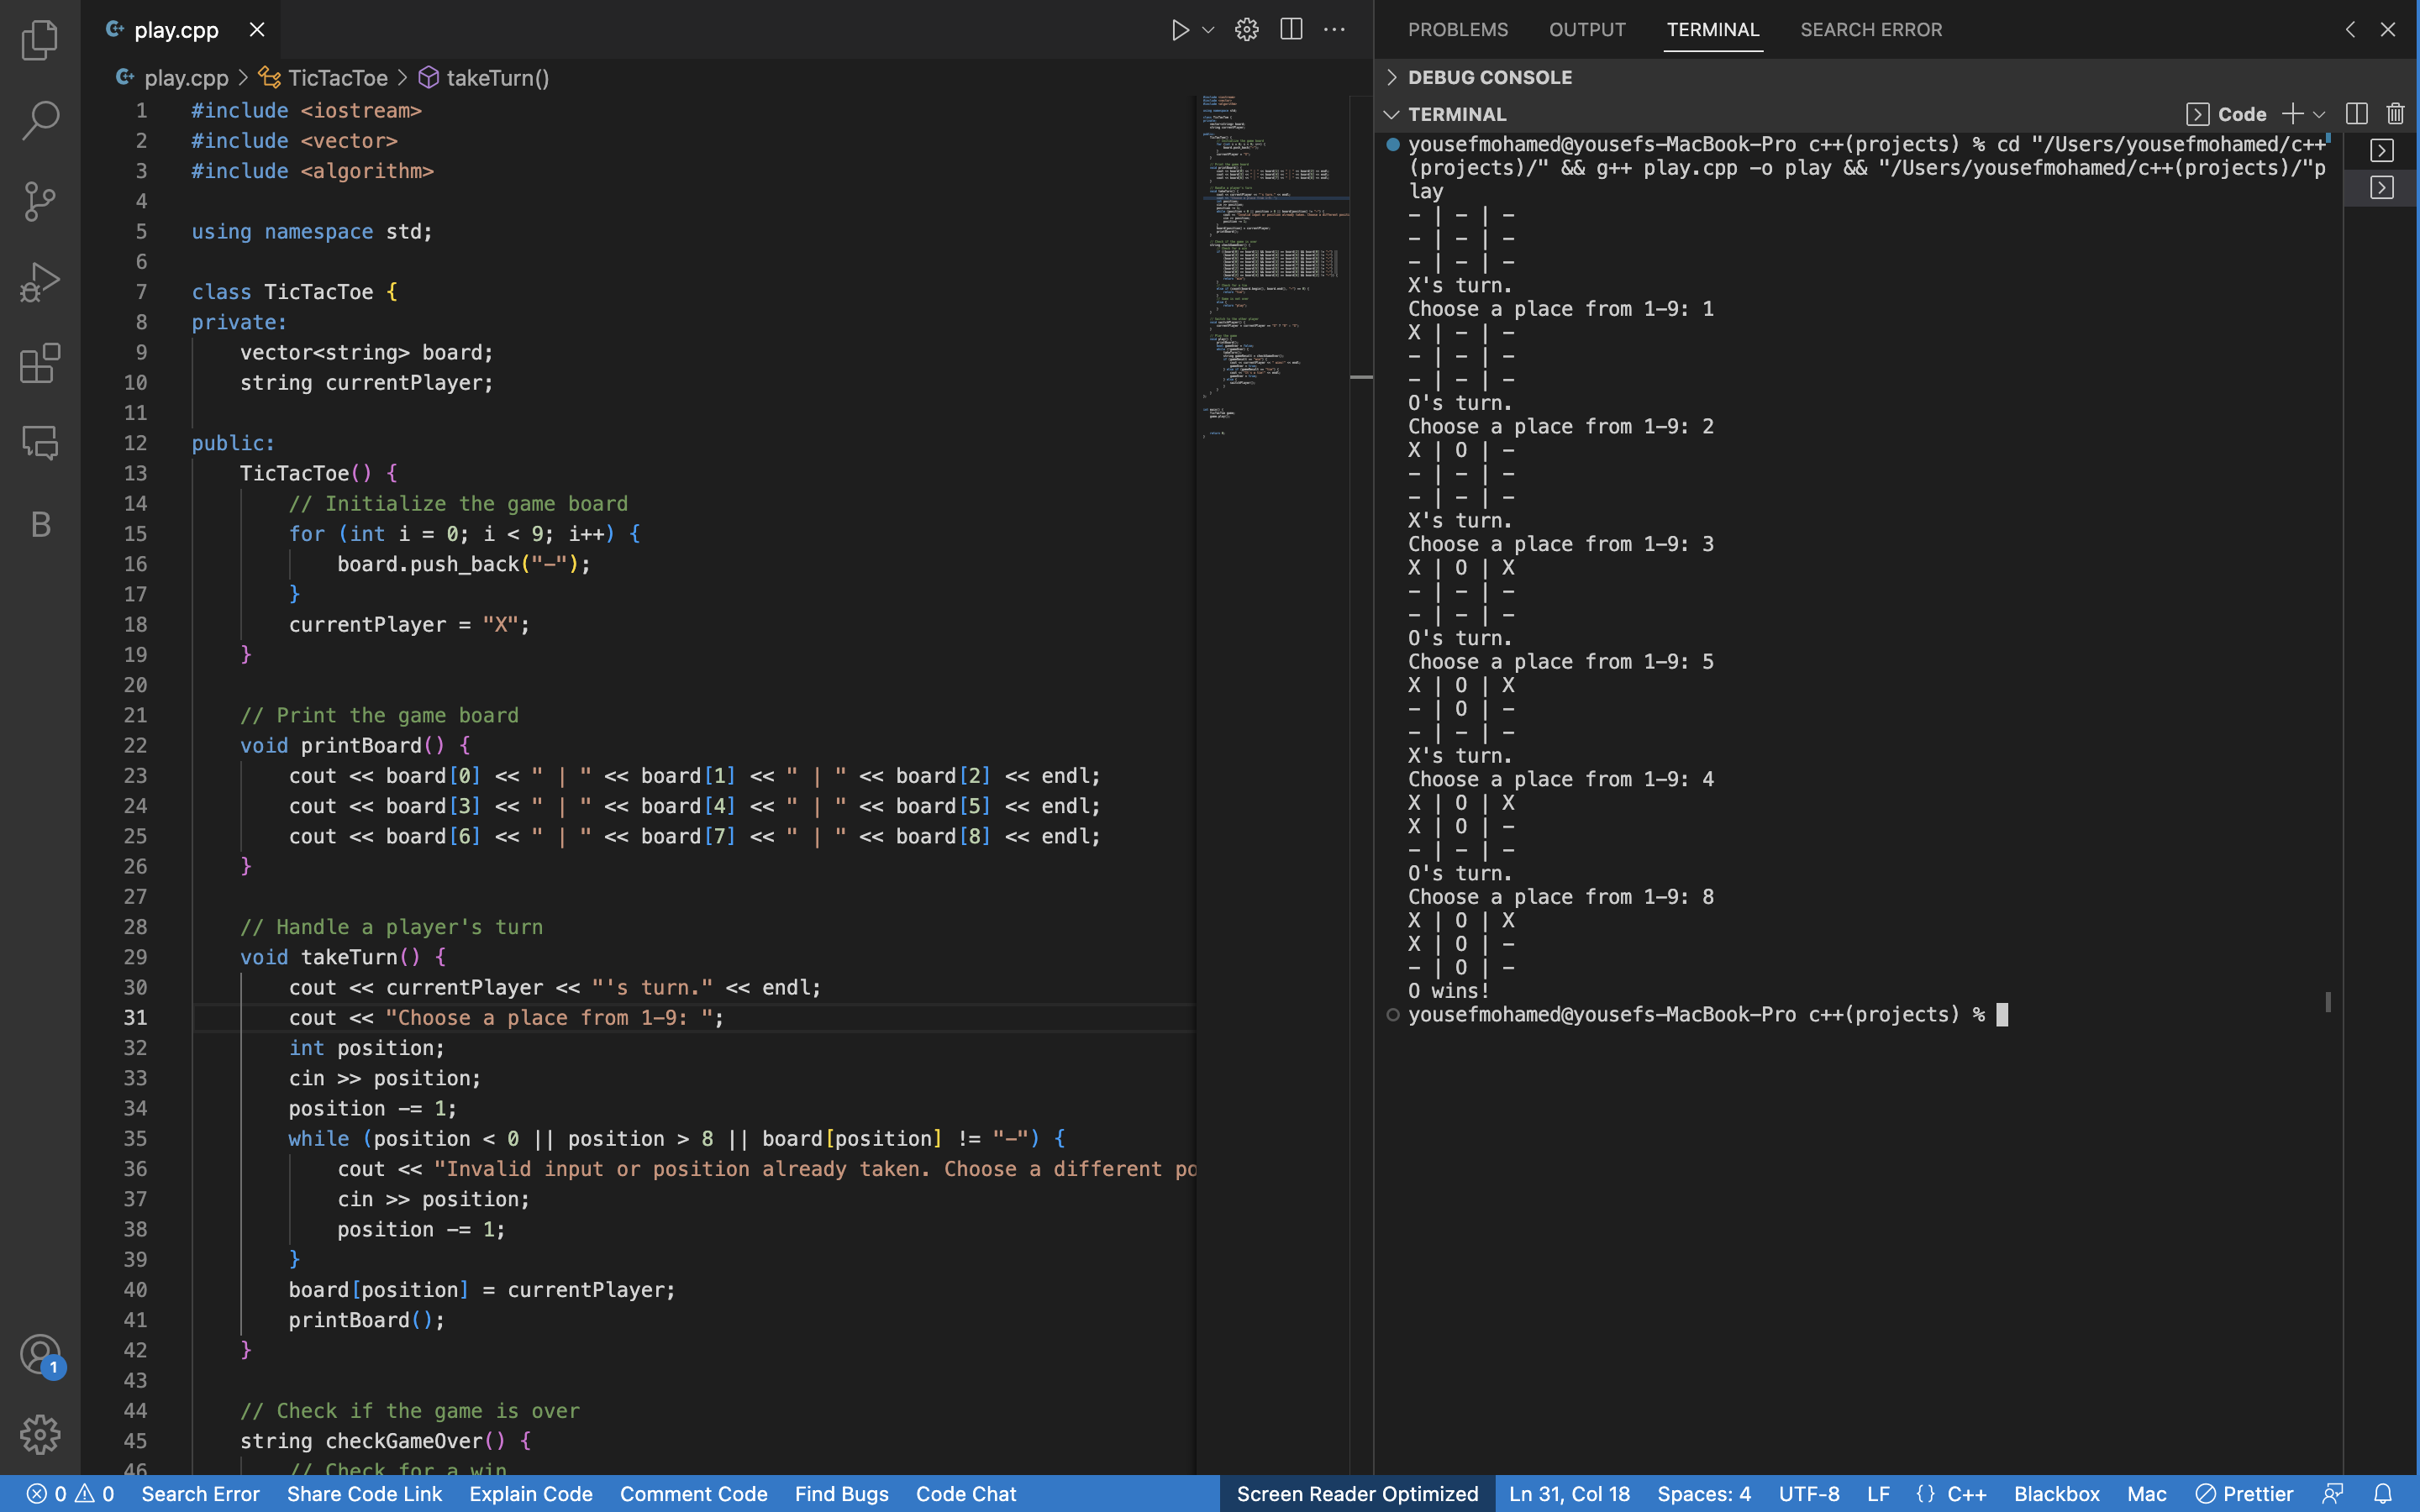 play.cpp
play.cpp > TicTacToe > takeTurn()
1 #include <iostream>
2 #include <vector>
3 #include <algorithm>
4
5 using namespace std;
6
7 class TicTacToe {
8 private:
9 vector<string> board;
10 string currentPlayer;
11
12 public:
13 TicTacToe() {
14 // Initialize the game board
15 for (int i = 0; i < 9; i++) {
16 board.push_back("-");
17 }
18 currentPlayer = "X";
19 }
20
21 // Print the game board
22 void printBoard() {
23 cout << board[0] << " | " << board[1] << " | " << board[2] << endl;
24 cout << board[3] << " | " << board[4] << " | " << board[5] << endl;
25 cout << board[6] << " | " << board[7] << " | " << board[8] << endl;
26 }
27
28 // Handle a player's turn
29 void takeTurn() {
30 cout << currentPlayer << "'s turn." << endl;
31 cout << "Choose a place from 1-9: ";
32 int position;
33 cin >> position;
34 position -= 1;
35 while (position < 0 || position > 8 || board[position] != "-") {
36 cout << "Invalid input or position already taken. Choose a different po
37 cin >> position;
38 position -= 1;
39 }
40 board[position] = currentPlayer;
41 printBoard();
42 }
43
44 // Check if the game is over
45 string checkGameOver() {
46 // Check for a win
PROBLEMS OUTPUT TERMINAL SEARCH ERROR
DEBUG CONSOLE
TERMINAL Code
yousefmohamed@yousefs-MacBook-Pro c++(projects) % cd "/Users/yousefmohamed/c++
(projects)/" && g++ play.cpp -o play && "/Users/yousefmohamed/c++(projects)/"p
lay
- | - | -
- | - | -
- | - | -
X's turn.
Choose a place from 1-9: 1
X | - | -
- | - | -
- | - | -
O's turn.
Choose a place from 1-9: 2
X | O | -
- | - | -
- | - | -
X's turn.
Choose a place from 1-9: 3
X | O | X
- | - | -
- | - | -
O's turn.
Choose a place from 1-9: 5
X | O | X
- | O | -
- | - | -
X's turn.
Choose a place from 1-9: 4
X | O | X
X | O | -
- | - | -
O's turn.
Choose a place from 1-9: 8
X | O | X
X | O | -
- | O | -
O wins!
yousefmohamed@yousefs-MacBook-Pro c++(projects) %
B
1
0 0 Search Error Share Code Link Explain Code Comment Code Find Bugs Code Chat Screen Reader Optimized Ln 31, Col 18 Spaces: 4 UTF-8 LF {} C++ Blackbox Mac Prettier